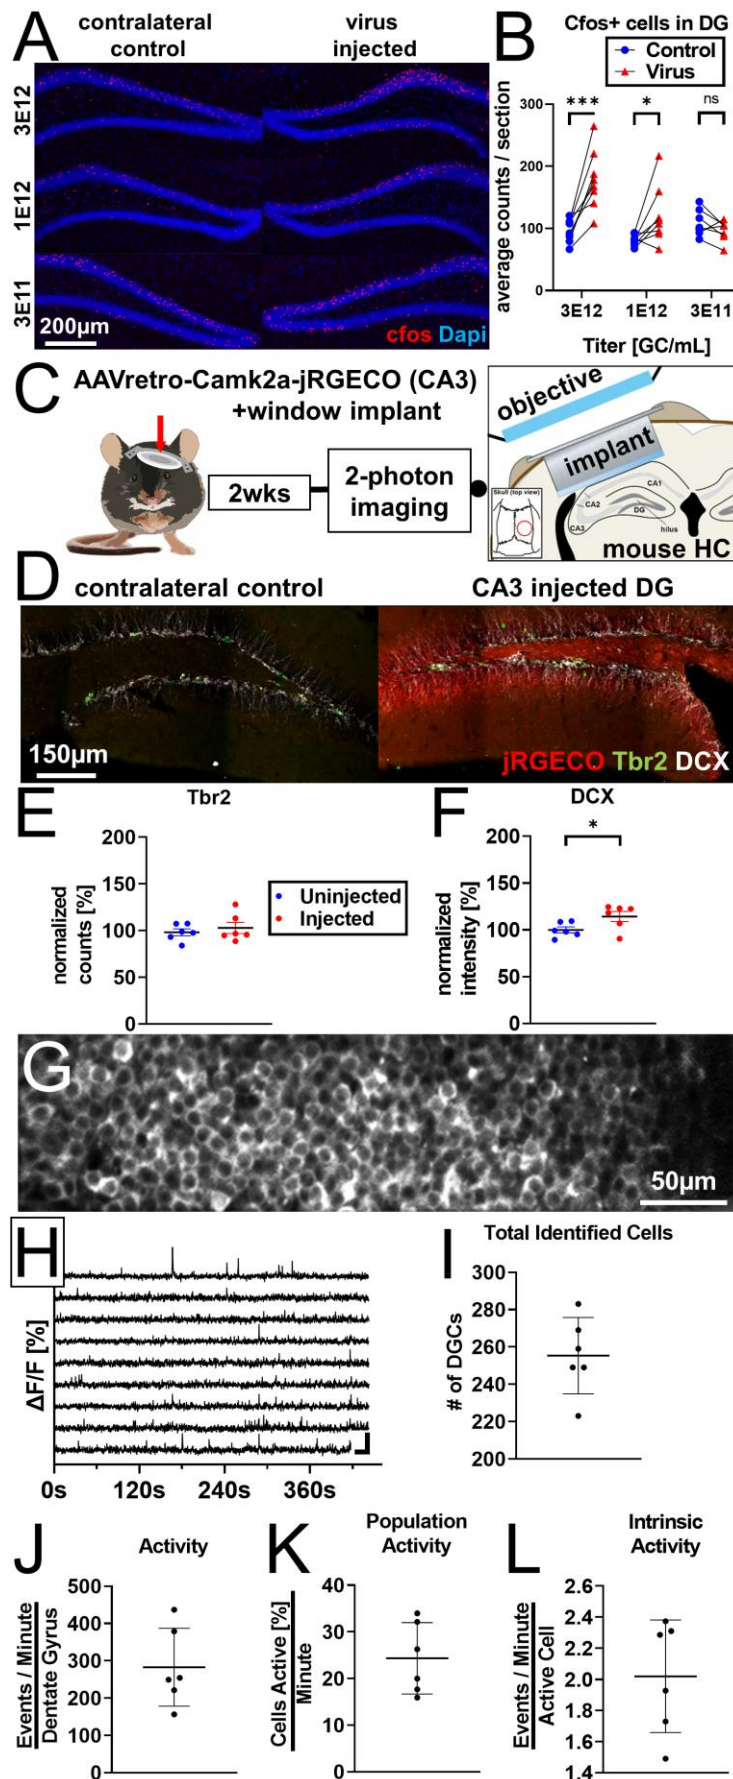 A
contralateral
control
virus
injected
3E12
1E12
3E11
200µm
cfos Dapi
B
Cfos+ cells in DG
Control
Virus
average counts / section
300
200
100
0
***
*
ns
3E12
1E12
3E11
Titer [GC/mL]
C
AAVretro-Camk2a-jRGECO (CA3)
+window implant
2wks
2-photon
imaging
objective
implant
Skull (top view)
CA1
CA2
DG
CA3
hilus
mouse HC
D
contralateral control
CA3 injected DG
150µm
jRGECO Tbr2 DCX
E
Tbr2
normalized
counts [%]
200
150
100
50
0
Uninjected
Injected
F
DCX
*
normalized
intensity [%]
200
150
100
50
0
G
50µm
H
ΔF/F [%]
0s
120s
240s
360s
I
Total Identified Cells
# of DGCs
300
280
260
240
220
200
J
Activity
Events / Minute
Dentate Gyrus
500
400
300
200
100
0
K
Population
Activity
Cells Active [%]
Minute
40
30
20
10
0
L
Intrinsic
Activity
Events / Minute
Active Cell
2.6
2.4
2.2
2.0
1.8
1.6
1.4